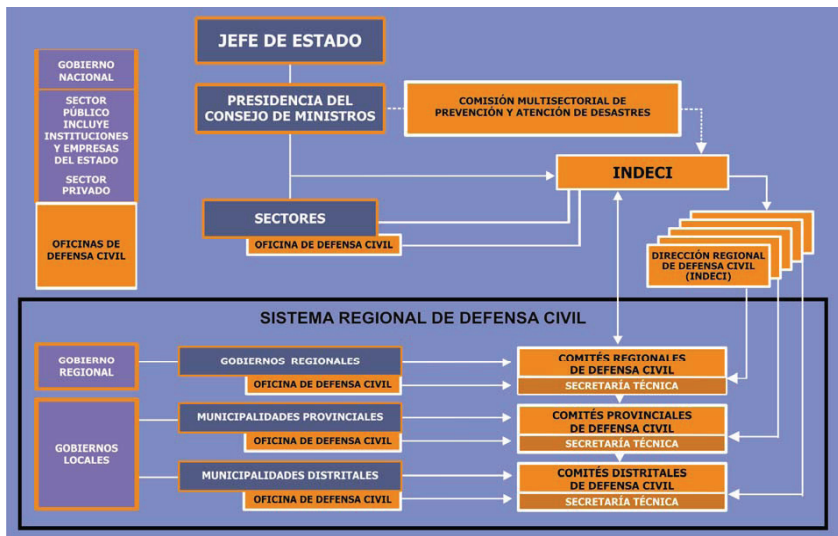 JEFE DE ESTADO
GOBIERNO
NACIONAL
SECTOR
PÚBLICO
INCLUYE
INSTITUCIONES
Y EMPRESAS
DEL ESTADO
SECTOR
PRIVADO
OFICINAS DE
DEFENSA CIVIL
PRESIDENCIA DEL
CONSEJO DE MINISTROS
COMISIÓN MULTISECTORIAL DE
PREVENCIÓN Y ATENCIÓN DE DESASTRES
INDECI
SECTORES
OFICINA DE DEFENSA CIVIL
DIRECCIÓN REGIONAL
DE DEFENSA CIVIL
(INDECI)
SISTEMA REGIONAL DE DEFENSA CIVIL
GOBIERNO
REGIONAL
GOBIERNOS REGIONALES
OFICINA DE DEFENSA CIVIL
COMITÉS REGIONALES
DE DEFENSA CIVIL
SECRETARÍA TÉCNICA
GOBIERNOS
LOCALES
MUNICIPALIDADES PROVINCIALES
OFICINA DE DEFENSA CIVIL
COMITÉS PROVINCIALES
DE DEFENSA CIVIL
SECRETARÍA TÉCNICA
MUNICIPALIDADES DISTRITALES
OFICINA DE DEFENSA CIVIL
COMITÉS DISTRITALES
DE DEFENSA CIVIL
SECRETARÍA TÉCNICA